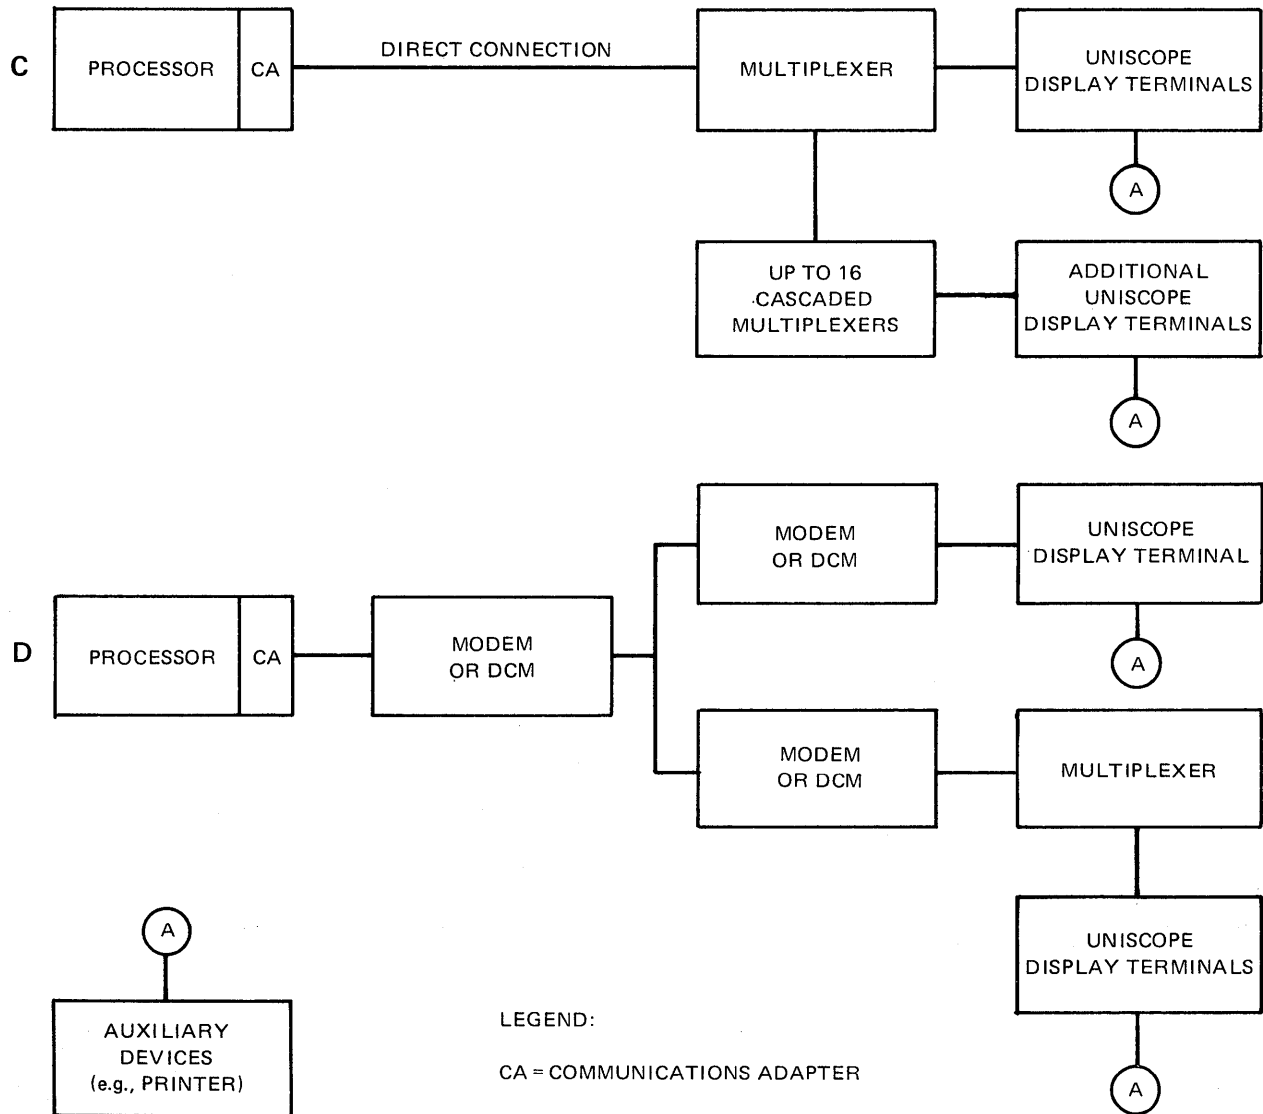 C
PROCESSOR
CA
DIRECT CONNECTION
MULTIPLEXER
UNISCOPE
DISPLAY TERMINALS
A
UP TO 16
CASCADED
MULTIPLEXERS
ADDITIONAL
UNISCOPE
DISPLAY TERMINALS
A
D
PROCESSOR
CA
MODEM
OR DCM
MODEM
OR DCM
UNISCOPE
DISPLAY TERMINAL
A
MODEM
OR DCM
MULTIPLEXER
UNISCOPE
DISPLAY TERMINALS
A
A
AUXILIARY
DEVICES
(e.g., PRINTER)
LEGEND:
CA = COMMUNICATIONS ADAPTER